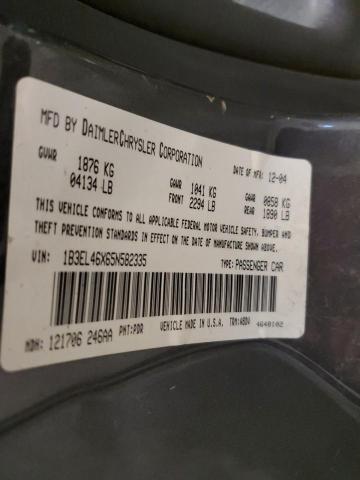 MFD BY DAIMLERCHRYSLER CORPORATION DATE OF MFR: 12-04
GVWR 1876 KG 04134 LB GAWR FRONT 1041 KG 2294 LB GAWR REAR 0858 KG 1890 LB
THIS VEHICLE CONFORMS TO ALL APPLICABLE FEDERAL MOTOR VEHICLE SAFETY, BUMPER AND
THEFT PREVENTION STANDARDS IN EFFECT ON THE DATE OF MANUFACTURE SHOWN ABOVE.
VIN: 1B3EL46X65N582335 TYPE: PASSENGER CAR
MDH: 121706 246AA PNT: PDR VEHICLE MADE IN U.S.A. TRM: A8DV 4648102